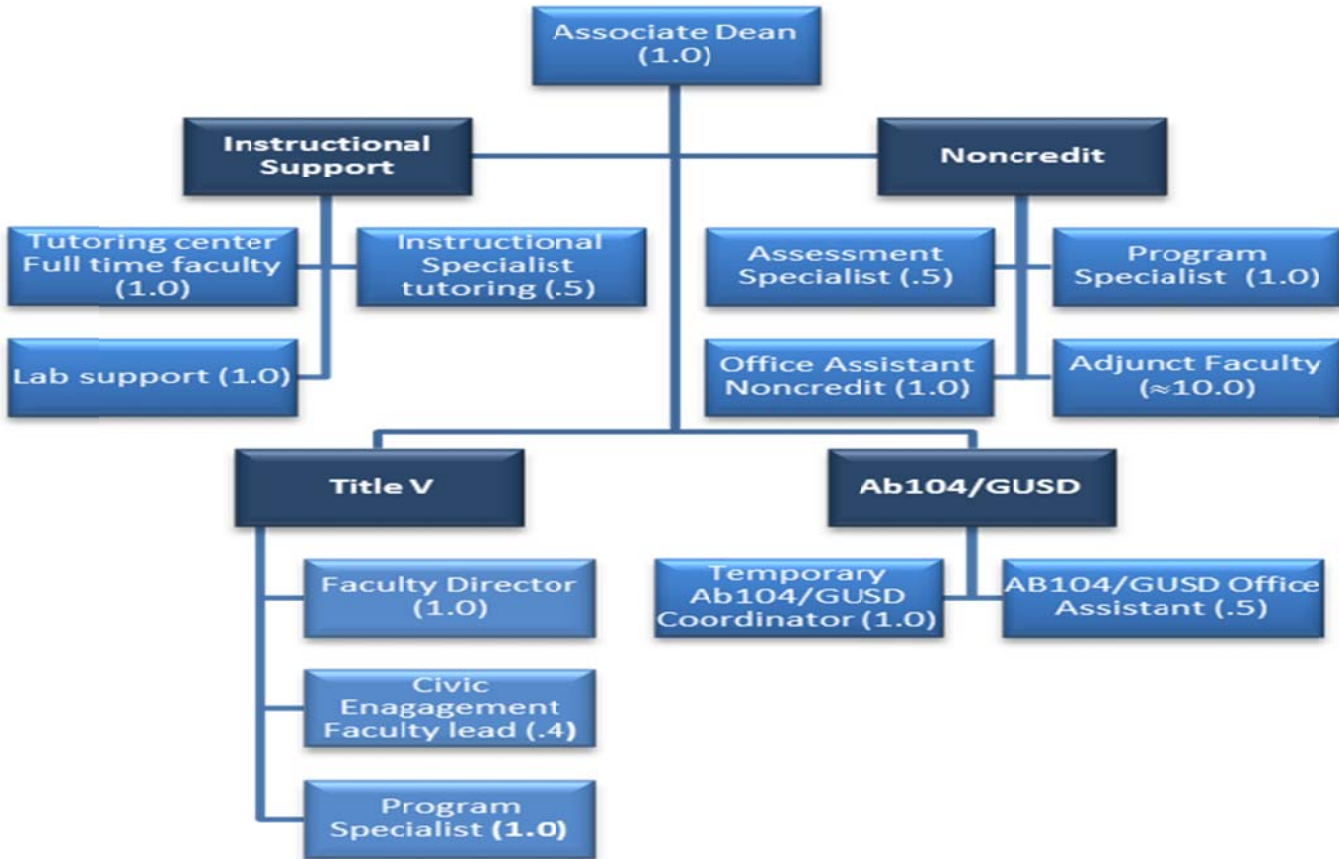 Associate Dean
(1.0)
Instructional
Support
Noncredit
Tutoring center
Full time faculty
(1.0)
Instructional
Specialist
tutoring (.5)
Assessment
Specialist (.5)
Program
Specialist (1.0)
Lab support (1.0)
Office Assistant
Noncredit (1.0)
Adjunct Faculty
(≈10.0)
Title V
Ab104/GUSD
Faculty Director
(1.0)
Temporary
Ab104/GUSD
Coordinator (1.0)
AB104/GUSD Office
Assistant (.5)
Civic
Enagagement
Faculty lead (.4)
Program
Specialist (1.0)